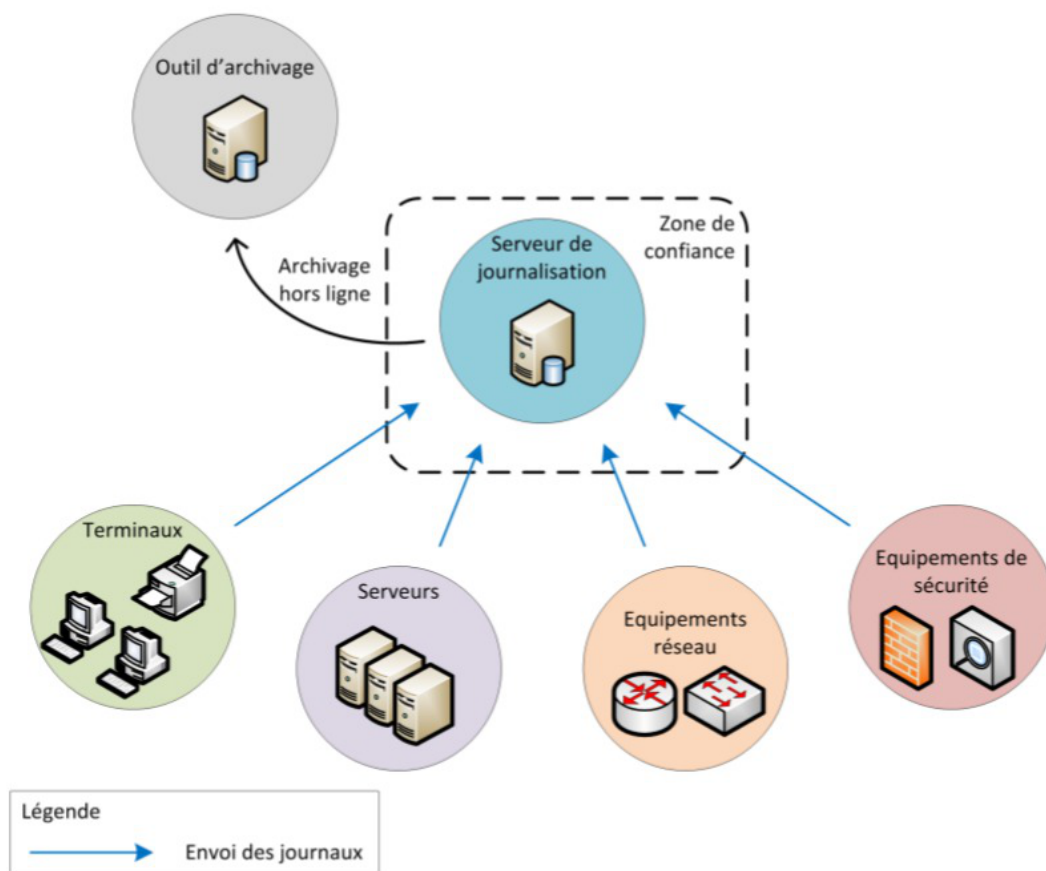 Outil d'archivage
Zone de
confiance
Serveur de
journalisation
Archivage
hors ligne
Terminaux
Serveurs
Equipements
réseau
Equipements de
sécurité
Légende
Envoi des journaux